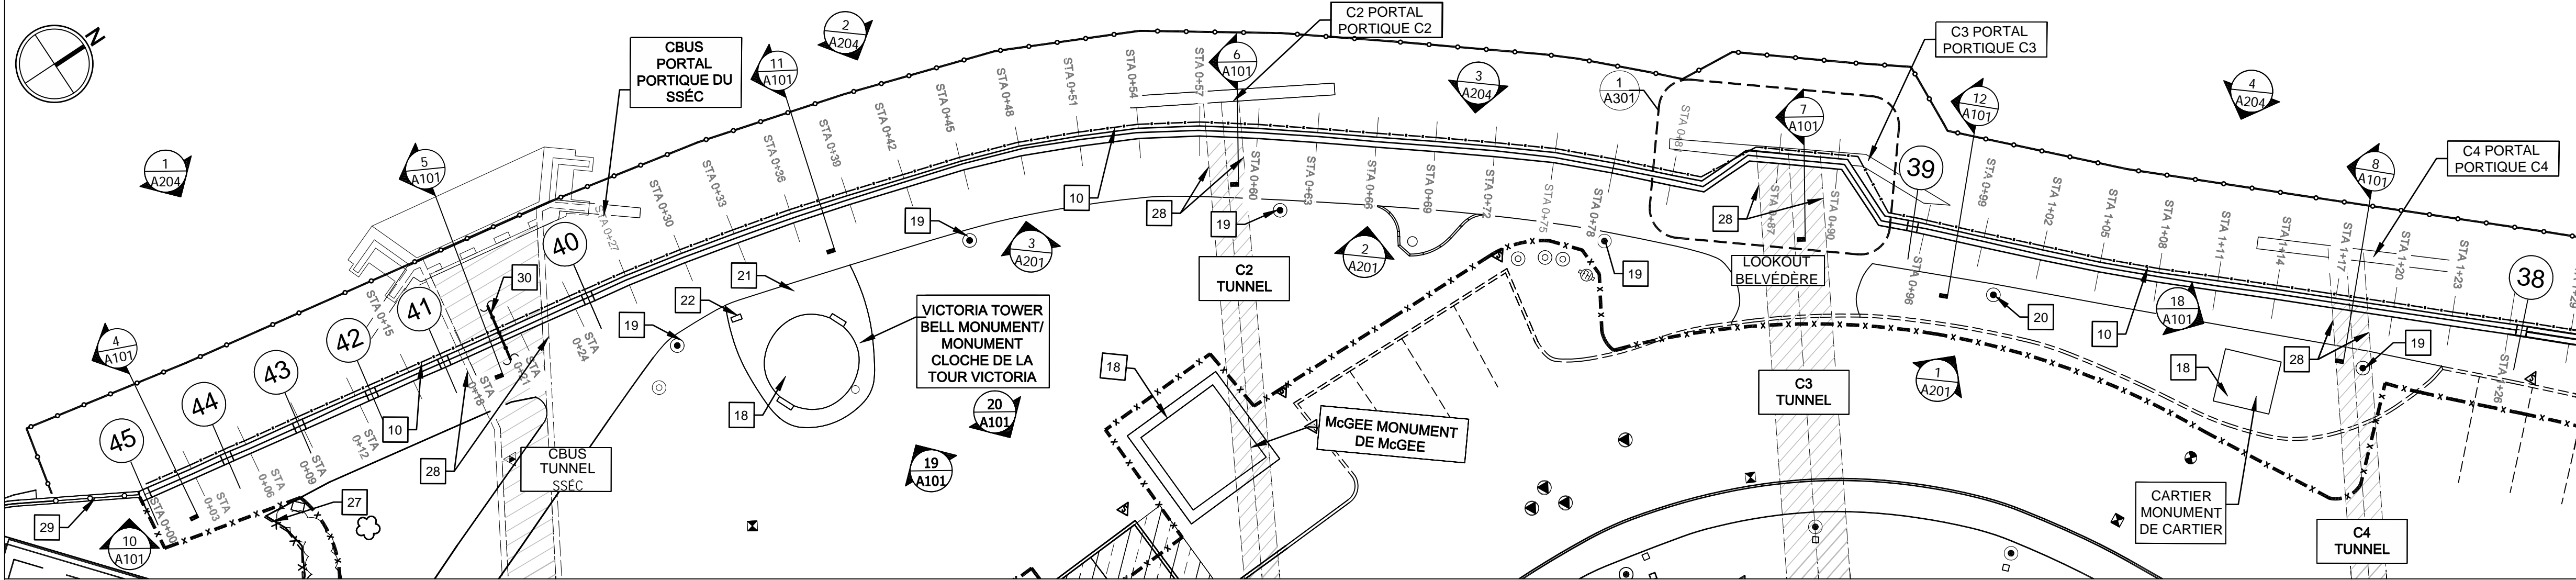 N
2
A204
C2 PORTAL
PORTIQUE C2
CBUS
PORTAL
PORTIQUE DU
SSÉC
11
A101
6
A101
3
A204
1
A301
7
A101
C3 PORTAL
PORTIQUE C3
12
A101
4
A204
C4 PORTAL
PORTIQUE C4
8
A101
1
A204
5
A101
4
A101
STA 0+00
STA 0+03
STA
0+06
STA
0+09
STA
0+12
STA 0+15
STA
0+18
STA
0+21
STA
0+24
STA 0+27
STA 0+30
STA 0+33
STA 0+36
STA 0+39
STA 0+42
STA 0+45
STA 0+48
STA 0+51
STA 0+54
STA 0+57
STA 0+60
STA 0+63
STA 0+66
STA 0+69
STA 0+72
STA 0+75
STA 0+78
STA 0+87
STA 0+90
STA 0+96
STA 0+99
STA 1+02
STA 1+05
STA 1+08
STA 1+11
STA 1+14
STA 1+17
STA 1+20
STA 1+23
STA 1+26
45
44
43
42
41
40
39
38
10
10
10
19
19
19
19
19
20
21
22
18
18
18
27
28
28
28
28
29
30
3
A201
2
A201
1
A201
18
A101
19
A101
20
A101
10
A101
C2
TUNNEL
LOOKOUT
BELVÉDÈRE
VICTORIA TOWER
BELL MONUMENT/
MONUMENT
CLOCHE DE LA
TOUR VICTORIA
McGEE MONUMENT
DE McGEE
C3
TUNNEL
CBUS
TUNNEL
SSÉC
CARTIER
MONUMENT
DE CARTIER
C4
TUNNEL